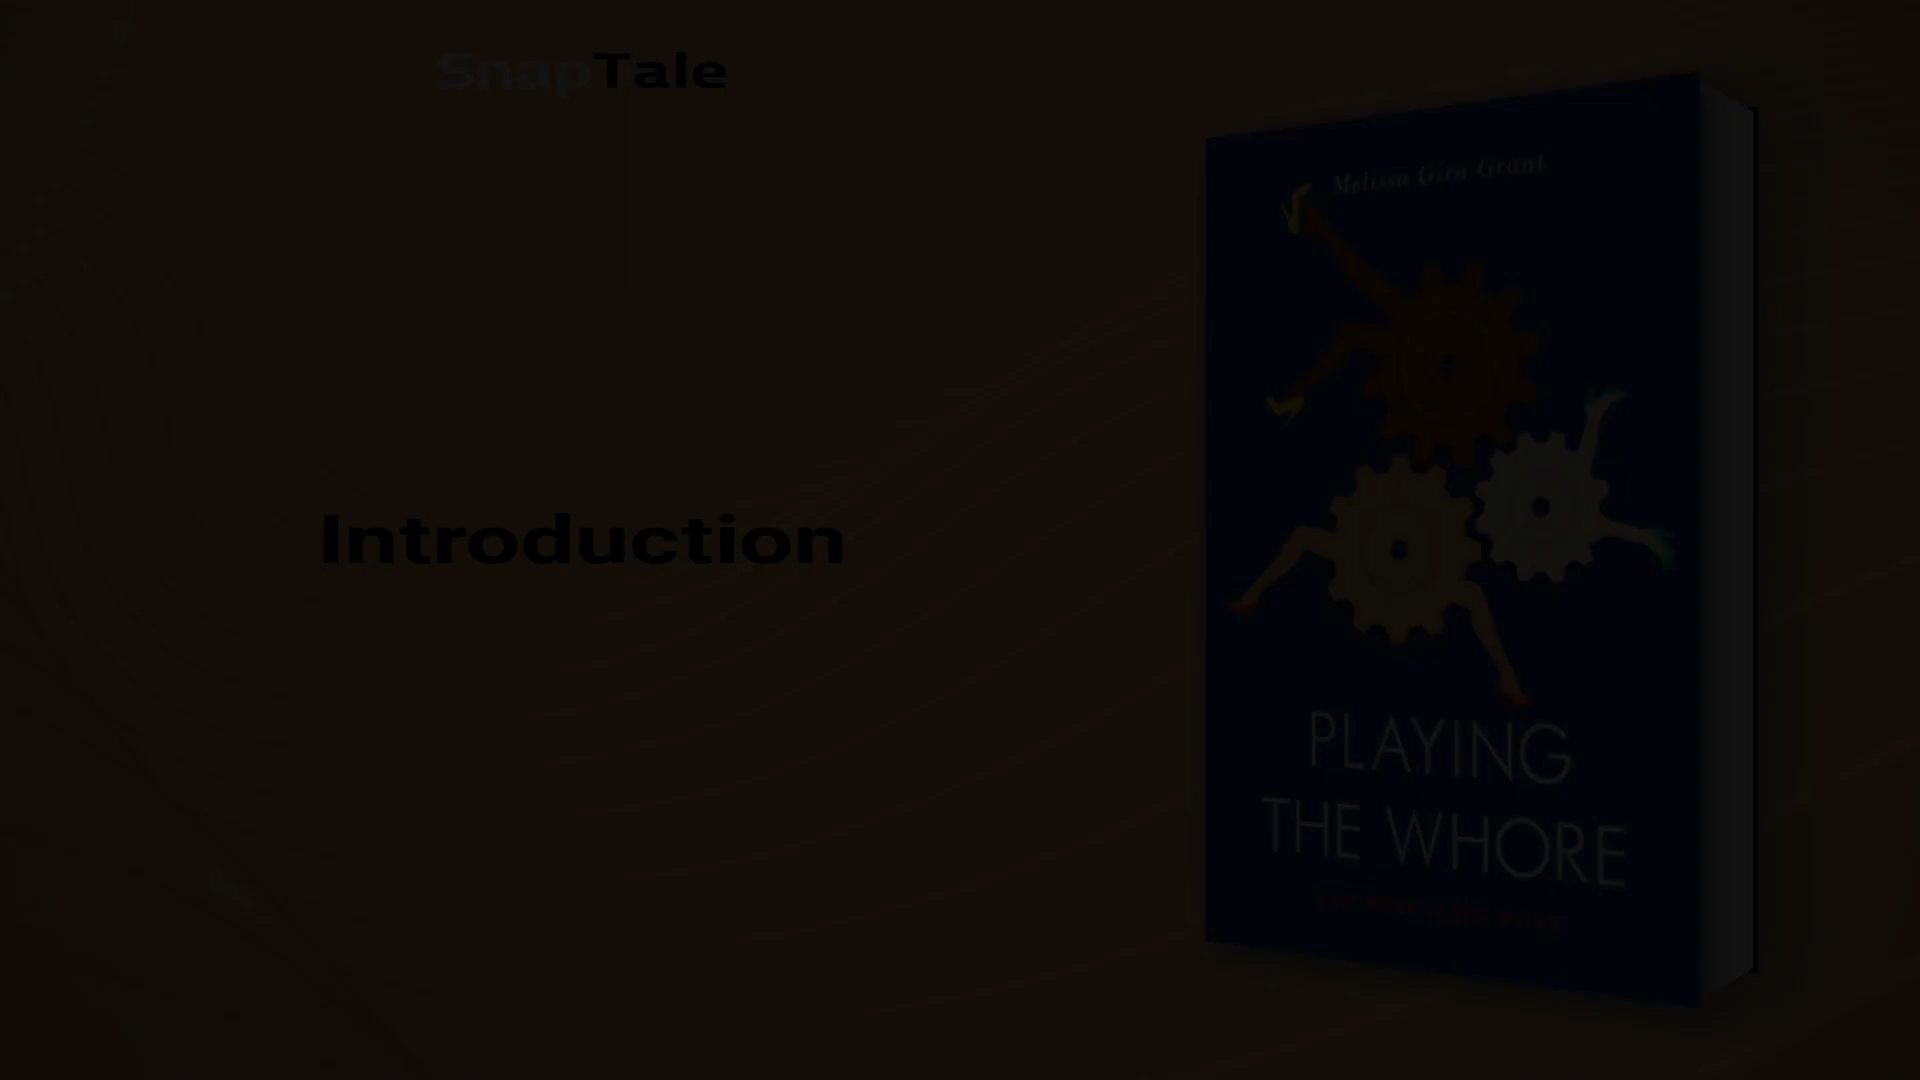 SnapTale
Introduction
Melissa Gira Grant
PLAYING
THE WHORE